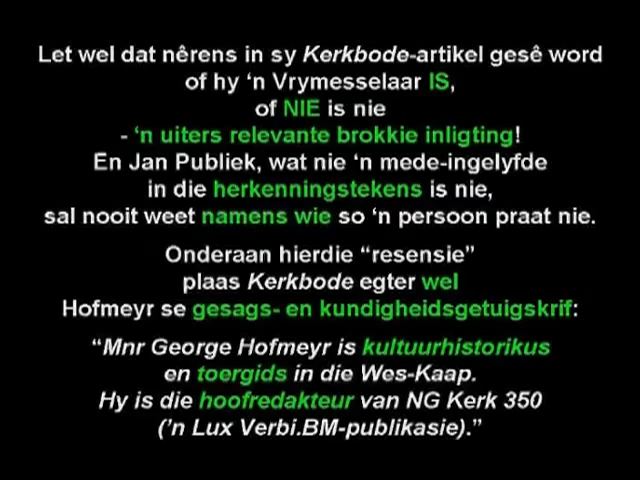 Let wel dat nêrens in sy Kerkbode-artikel gesê word
of hy ‘n Vrymesselaar IS,
of NIE is nie
- ‘n uiters relevante brokkie inligting!
En Jan Publiek, wat nie ‘n mede-ingelyfde
in die herkenningstekens is nie,
sal nooit weet namens wie so ‘n persoon praat nie.
Onderaan hierdie “resensie”
plaas Kerkbode egter wel
Hofmeyr se gesags- en kundigheidsgetuigskrif:
“Mnr George Hofmeyr is kultuurhistorikus
en toergids in die Wes-Kaap.
Hy is die hoofredakteur van NG Kerk 350
(’n Lux Verbi.BM-publikasie).”